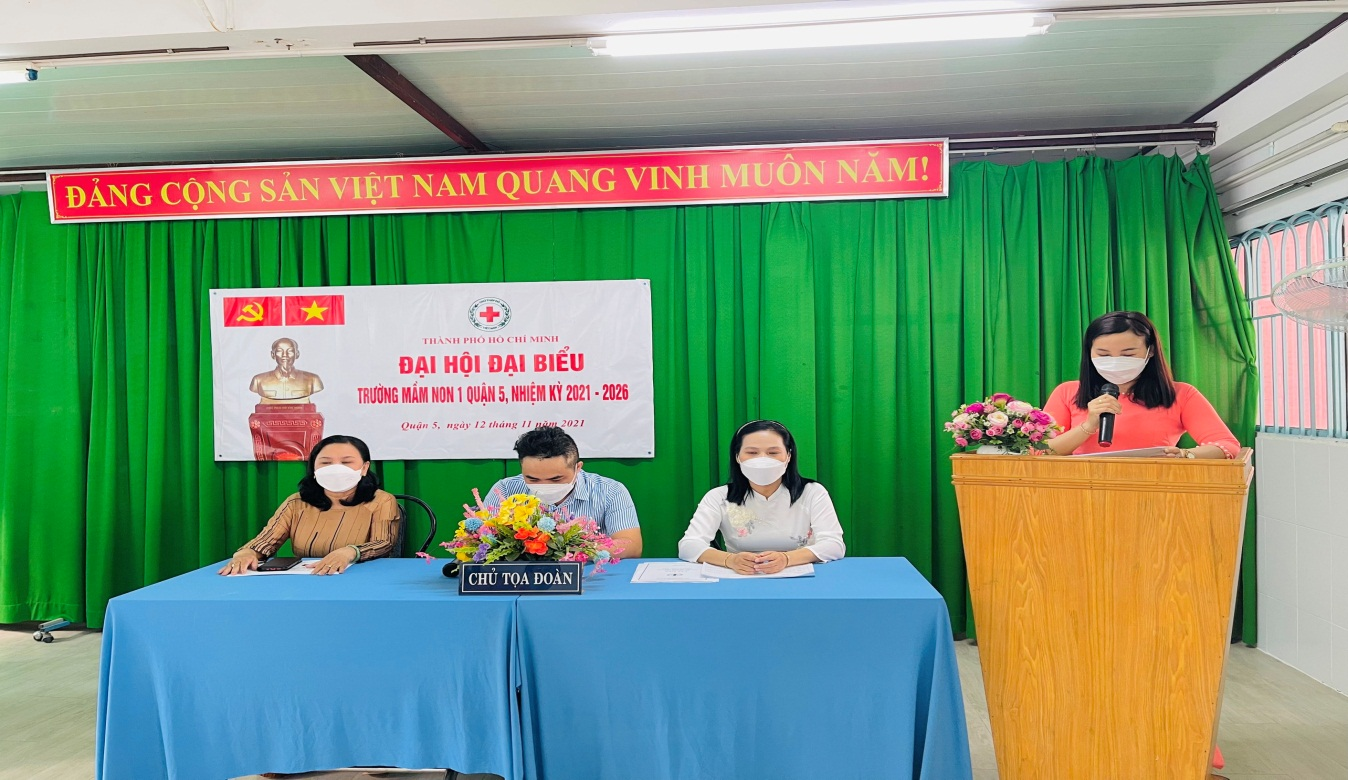 ĐẢNG CỘNG SẢN VIỆT NAM QUANG VINH MUÔN NĂM!
THÀNH PHỐ HỒ CHÍ MINH
ĐẠI HỘI ĐẠI BIỂU
TRƯỜNG MẦM NON 1 QUẬN 5, NHIỆM KỲ 2021 - 2026
Quận 5, ngày 12 tháng 11 năm 2021
CHỦ TỌA ĐOÀN